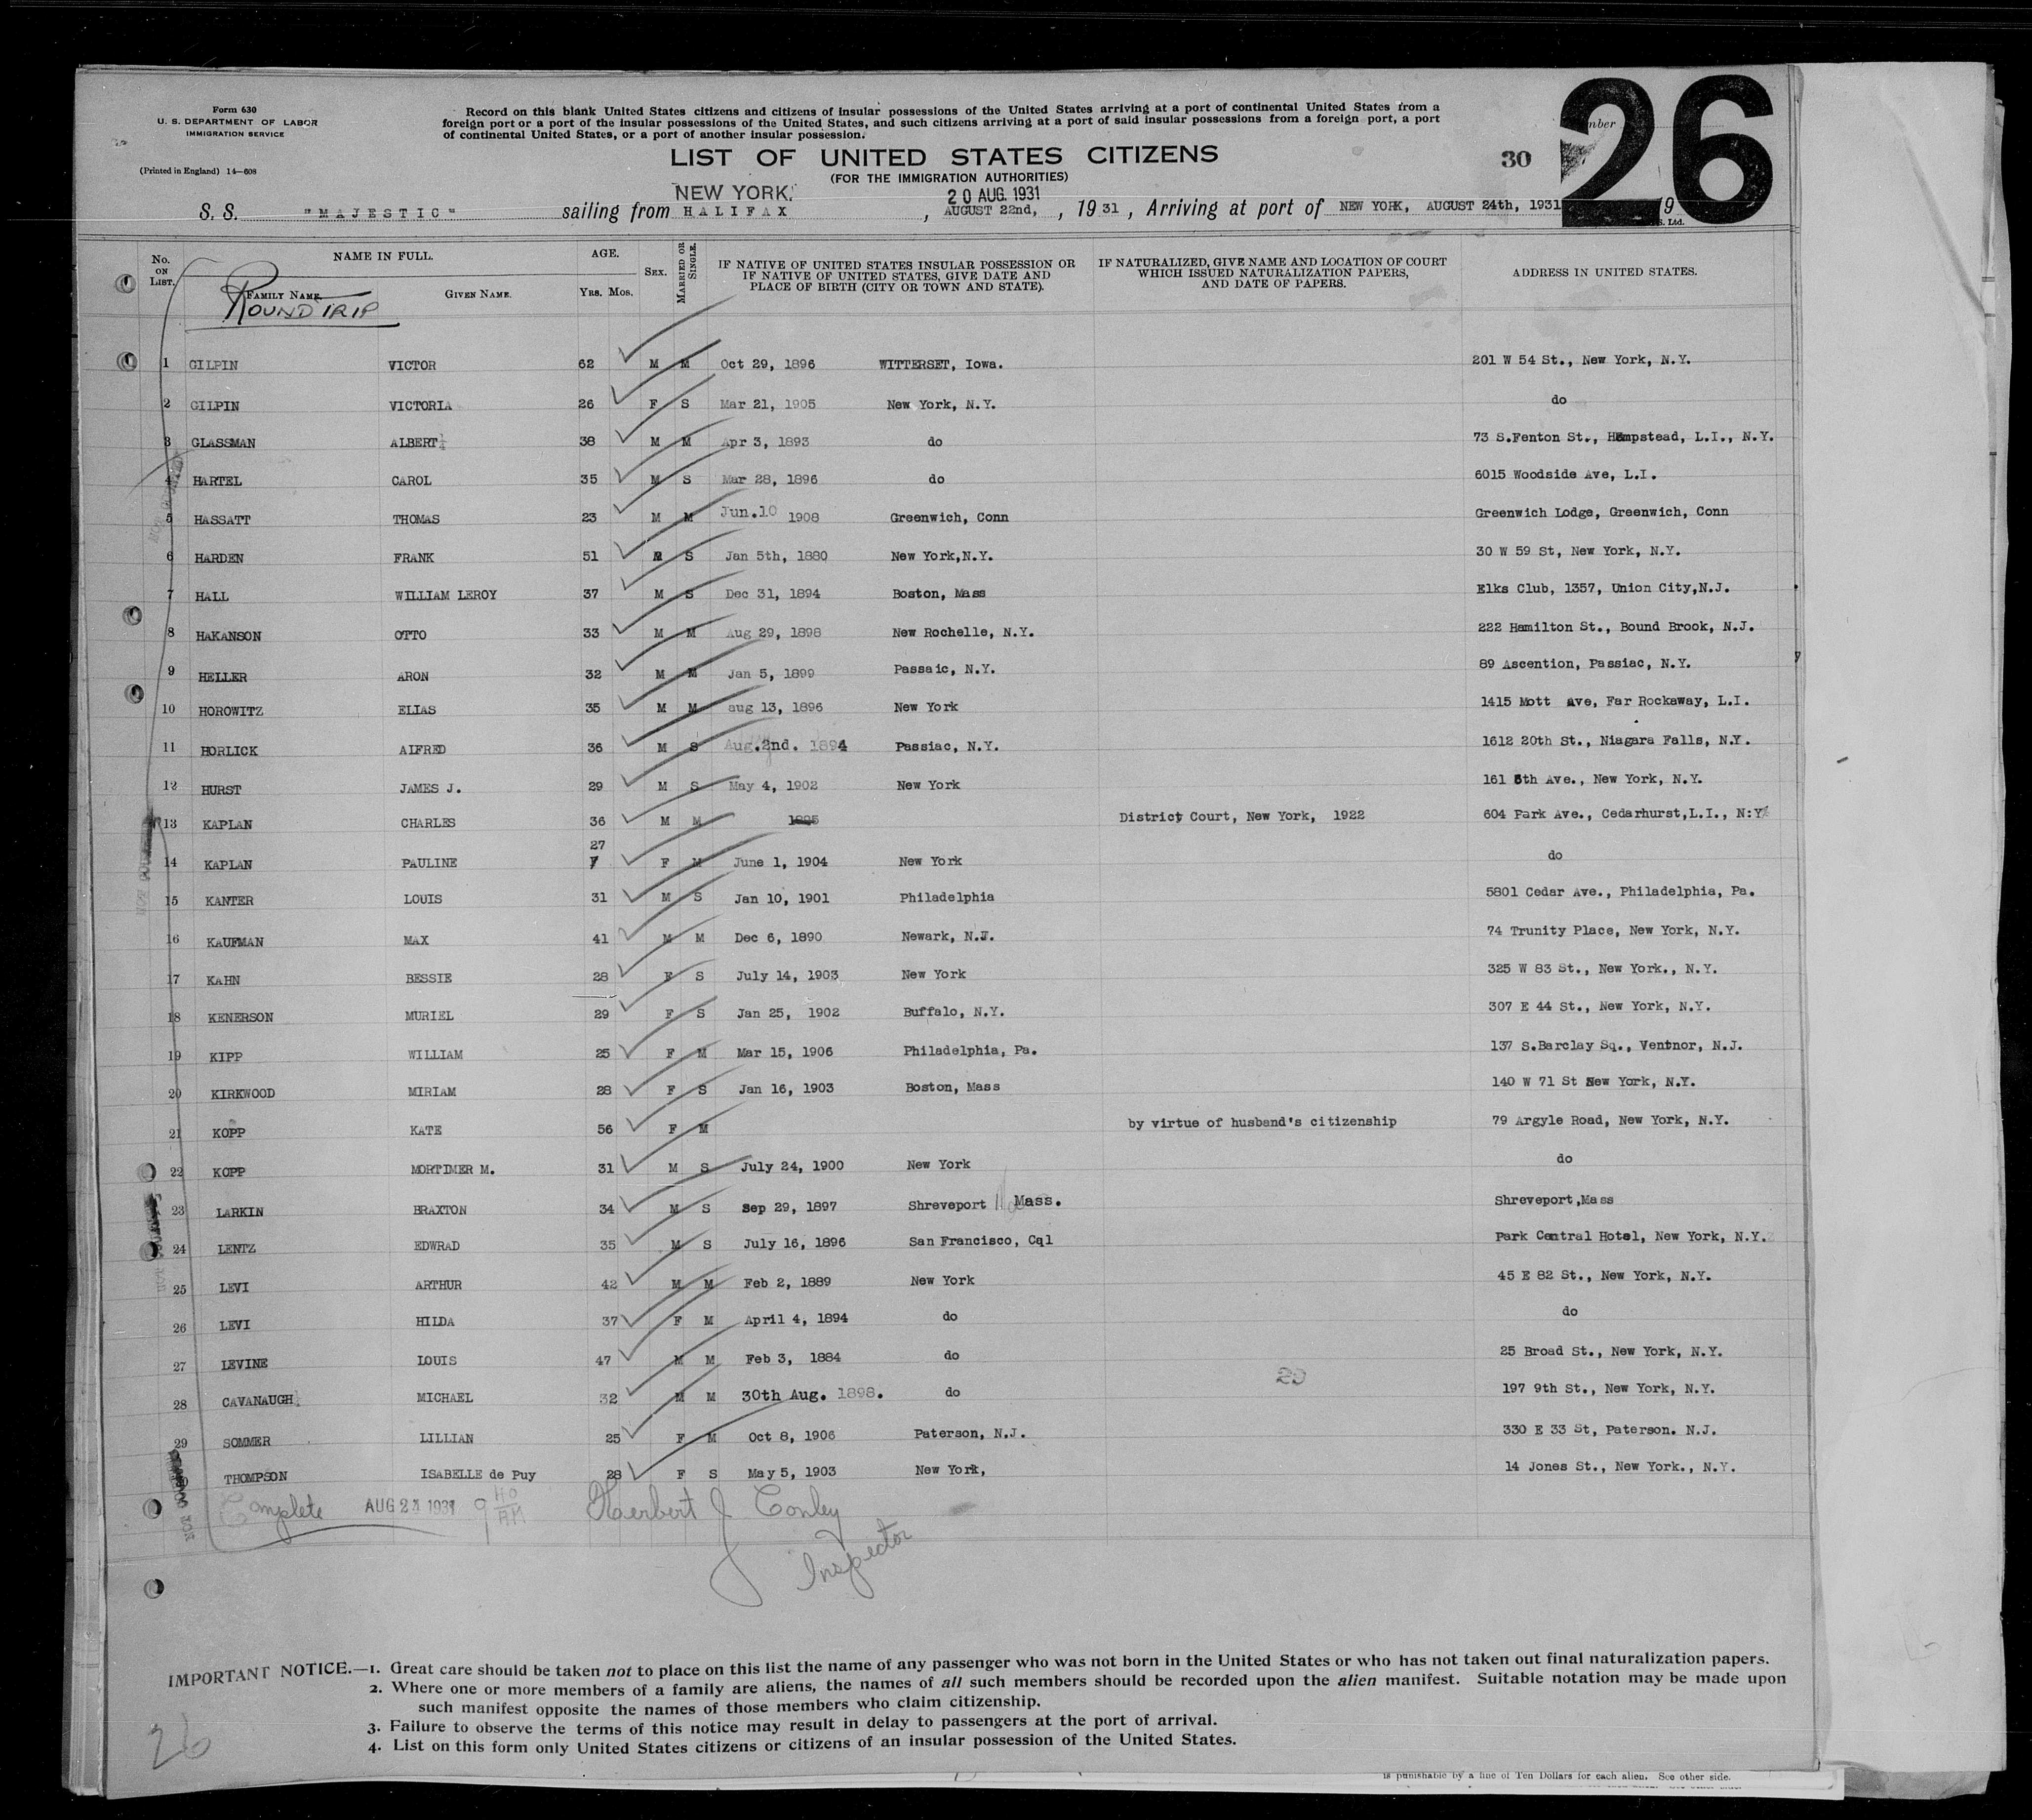 Form 630
U. S. DEPARTMENT OF LABOR
IMMIGRATION SERVICE
(Printed in England) 14—608
Record on this blank United States citizens and citizens of insular possessions of the United States arriving at a port of continental United States from a
foreign port or a port of the insular possessions of the United States, and such citizens arriving at a port of said insular possessions from a foreign port, a port
of continental United States, or a port of another insular possession.
LIST OF UNITED STATES CITIZENS
(FOR THE IMMIGRATION AUTHORITIES)
30
26
NEW YORK. 20 AUG. 1931
S. S. "MAJESTIC" sailing from HALIFAX, AUGUST 22nd, , 19 31, Arriving at port of NEW YORK, AUGUST 24th, 1931 19
No. ON LIST. NAME IN FULL. AGE. SEX. MARRIED OR SINGLE. IF NATIVE OF UNITED STATES INSULAR POSSESSION OR IF NATIVE OF UNITED STATES, GIVE DATE AND PLACE OF BIRTH (CITY OR TOWN AND STATE). IF NATURALIZED, GIVE NAME AND LOCATION OF COURT WHICH ISSUED NATURALIZATION PAPERS, AND DATE OF PAPERS. ADDRESS IN UNITED STATES.
FAMILY NAME. GIVEN NAME. YRS. MOS.
ROUND TRIP
1 GILPIN VICTOR 62 M M Oct 29, 1896 WITTERSET, Iowa. 201 W 54 St., New York, N.Y.
2 GILPIN VICTORIA 26 F S Mar 21, 1905 New York, N.Y. do
3 GLASSMAN ALBERT 38 M M Apr 3, 1893 do 73 S.Fenton St., Hempstead, L.I., N.Y.
4 HARTEL CAROL 35 M S Mar 28, 1896 do 6015 Woodside Ave, L.I.
5 HASSATT THOMAS 23 M M Jun.10 1908 Greenwich, Conn Greenwich Lodge, Greenwich, Conn
6 HARDEN FRANK 51 M S Jan 5th, 1880 New York,N.Y. 30 W 59 St, New York, N.Y.
7 HALL WILLIAM LEROY 37 M S Dec 31, 1894 Boston, Mass Elks Club, 1357, Union City,N.J.
8 HAKANSON OTTO 33 M M Aug 29, 1898 New Rochelle, N.Y. 222 Hamilton St., Bound Brook, N.J.
9 HELLER ARON 32 M M Jan 5, 1899 Passaic, N.Y. 89 Ascention, Passiac, N.Y.
10 HOROWITZ ELIAS 35 M M aug 13, 1896 New York 1415 Mott Ave, Far Rockaway, L.I.
11 HORLICK ALFRED 36 M S Aug.2nd. 1894 Passiac, N.Y. 1612 20th St., Niagara Falls, N.Y.
12 HURST JAMES J. 29 M S May 4, 1902 New York 161 5th Ave., New York, N.Y.
13 KAPLAN CHARLES 36 M M 1895 District Court, New York, 1922 604 Park Ave., Cedarhurst,L.I., N:Y
27
14 KAPLAN PAULINE 7 F M June 1, 1904 New York do
15 KANTER LOUIS 31 M S Jan 10, 1901 Philadelphia 5801 Cedar Ave., Philadelphia, Pa.
16 KAUFMAN MAX 41 M M Dec 6, 1890 Newark, N.J. 74 Trunity Place, New York, N.Y.
17 KAHN BESSIE 28 F S July 14, 1903 New York 325 W 83 St., New York., N.Y.
18 KENERSON MURIEL 29 F S Jan 25, 1902 Buffalo, N.Y. 307 E 44 St., New York, N.Y.
19 KIPP WILLIAM 25 F M Mar 15, 1906 Philadelphia, Pa. 137 S.Barclay Sq., Ventnor, N.J.
20 KIRKWOOD MIRIAM 28 F S Jan 16, 1903 Boston, Mass 140 W 71 St New York, N.Y.
21 KOPP KATE 56 F M by virtue of husband's citizenship 79 Argyle Road, New York, N.Y.
22 KOPP MORTIMER M. 31 M S July 24, 1900 New York do
23 LARKIN BRAXTON 34 M S Sep 29, 1897 Shreveport Mass. Shreveport,Mass
24 LENTZ EDWRAD 35 M S July 16, 1896 San Francisco, Cql Park Central Hotel, New York, N.Y.
25 LEVI ARTHUR 42 M M Feb 2, 1889 New York 45 E 82 St., New York, N.Y.
26 LEVI HILDA 37 F M April 4, 1894 do do
27 LEVINE LOUIS 47 M M Feb 3, 1884 do 25 Broad St., New York, N.Y.
28 CAVANAUGH MICHAEL 32 M M 30th Aug. 1898. do 197 9th St., New York, N.Y.
29 SOMMER LILLIAN 25 F M Oct 8, 1906 Paterson, N.J. 330 E 33 St, Paterson. N.J.
30 THOMPSON ISABELLE de Puy 28 F S May 5, 1903 New York, 14 Jones St., New York., N.Y.
Complete AUG 24 1931 9 40 AM Herbert J Conley
Inspector
IMPORTANT NOTICE.—1. Great care should be taken not to place on this list the name of any passenger who was not born in the United States or who has not taken out final naturalization papers.
2. Where one or more members of a family are aliens, the names of all such members should be recorded upon the alien manifest. Suitable notation may be made upon
such manifest opposite the names of those members who claim citizenship.
3. Failure to observe the terms of this notice may result in delay to passengers at the port of arrival.
4. List on this form only United States citizens or citizens of an insular possession of the United States.
26
is punishable by a fine of Ten Dollars for each alien. See other side.